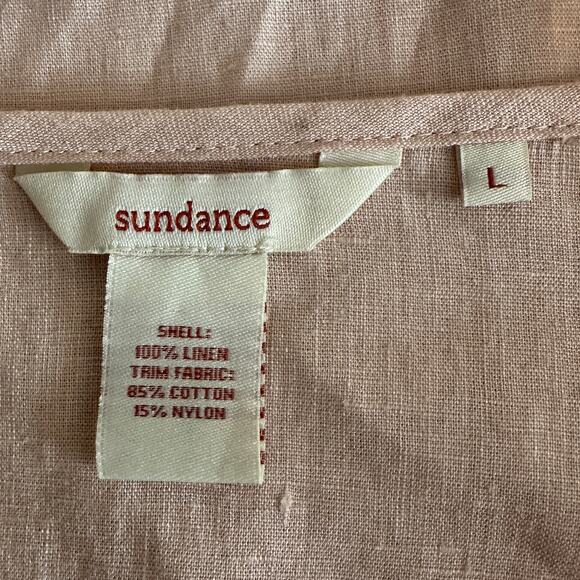 sundance
L
SHELL:
100% LINEN
TRIM FABRIC:
85% COTTON
15% NYLON